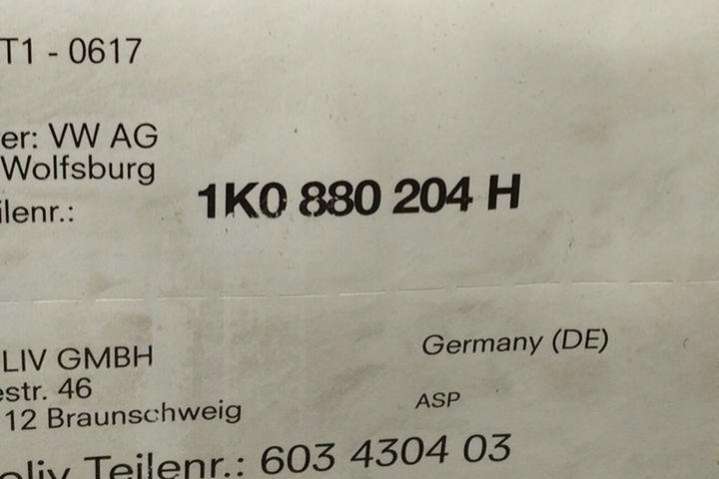 T1 - 0617
er: VW AG
Wolfsburg
ilenr.:
1K0 880 204 H
LIV GMBH
Germany (DE)
estr. 46
ASP
12 Braunschweig
oliv Teilenr.: 603 4304 03